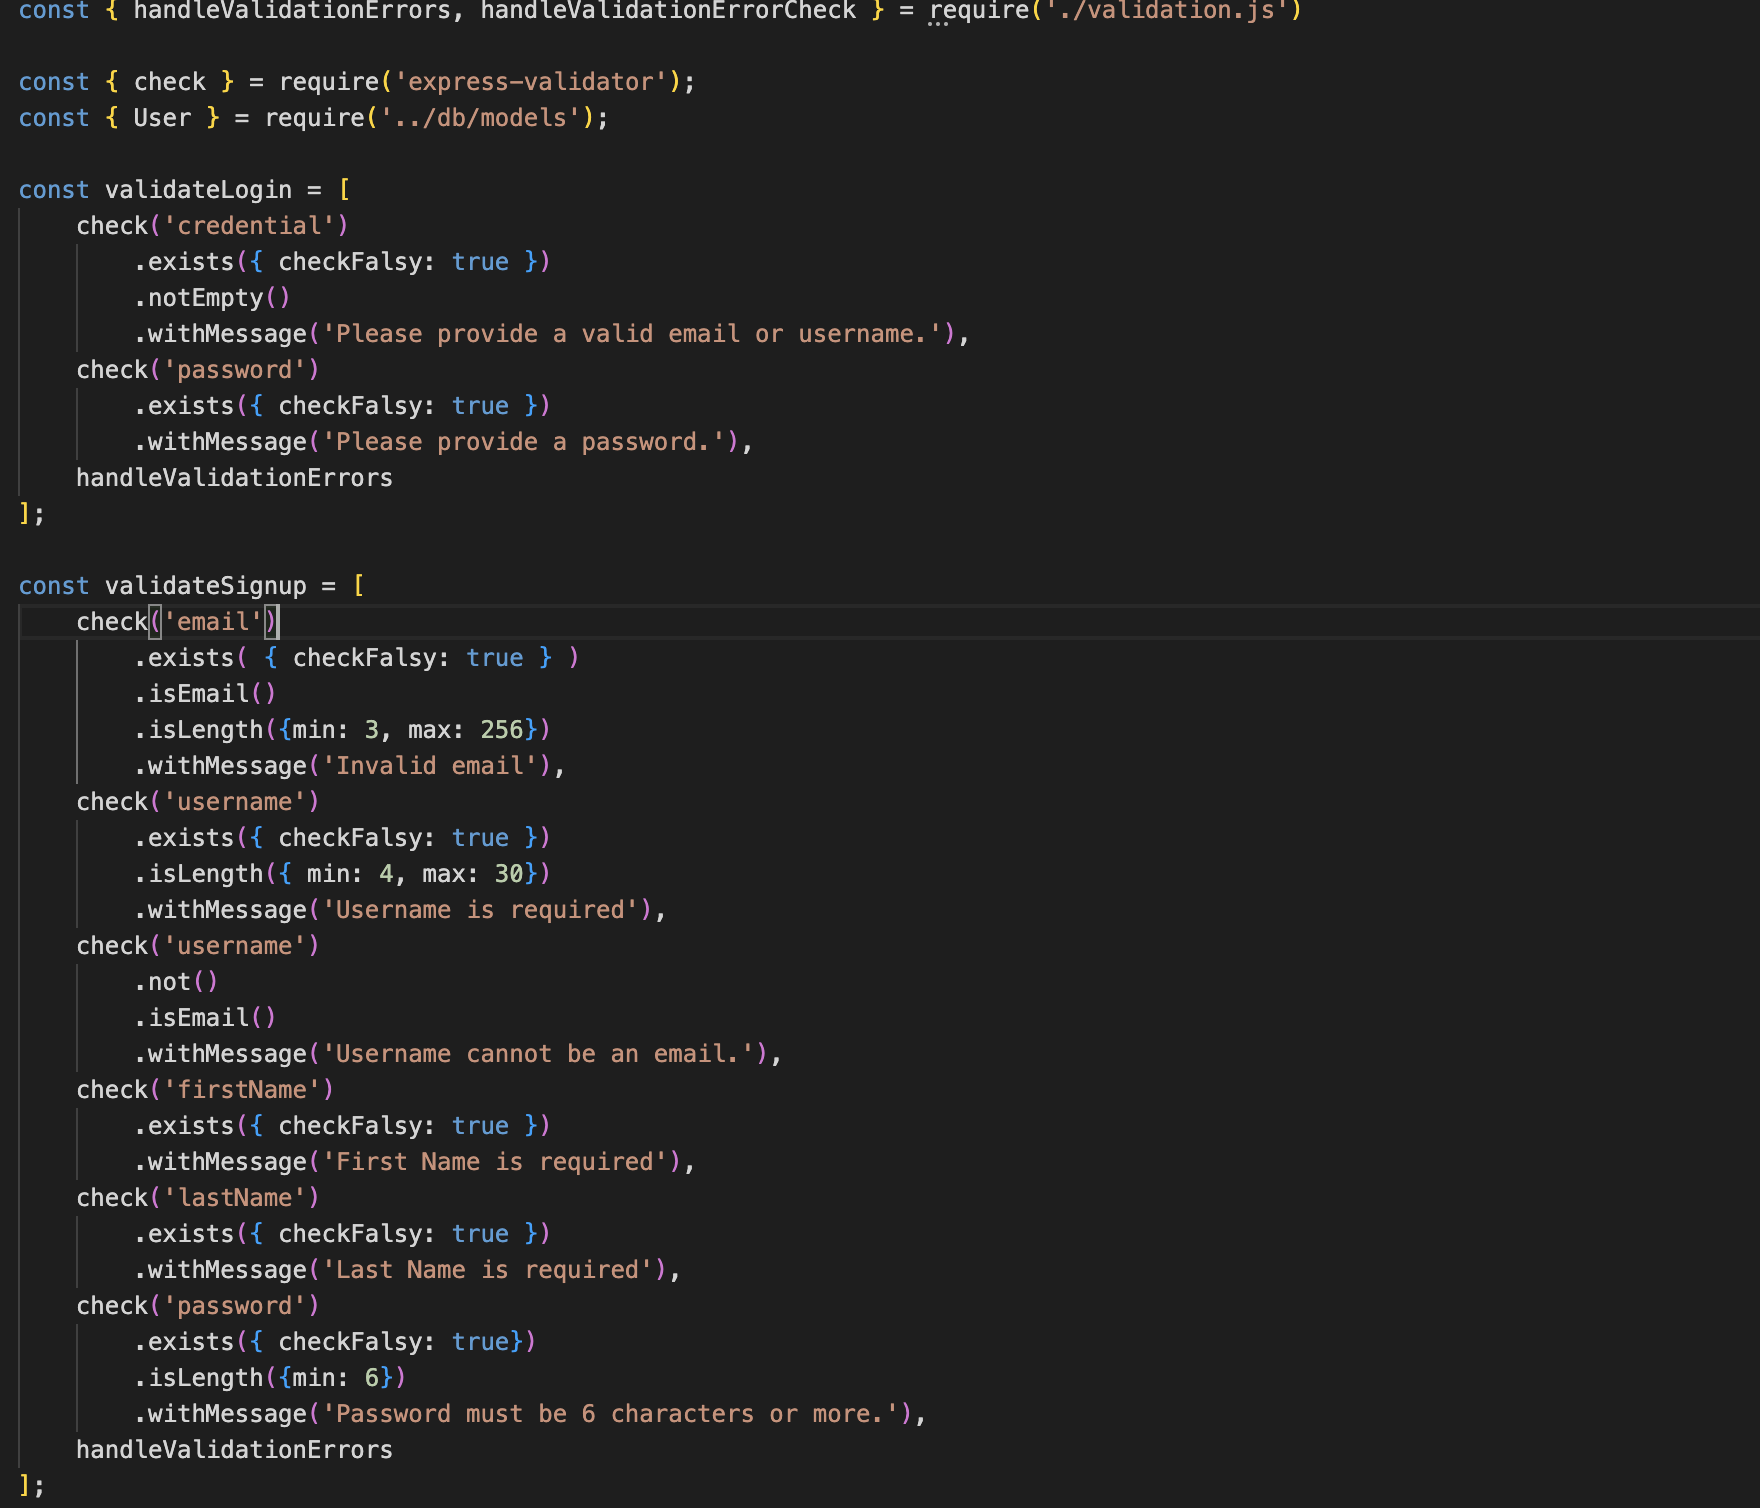 const { handleValidationErrors, handleValidationErrorCheck } = require('./validation.js')

const { check } = require('express-validator');
const { User } = require('../db/models');

const validateLogin = [
    check('credential')
        .exists({ checkFalsy: true })
        .notEmpty()
        .withMessage('Please provide a valid email or username.'),
    check('password')
        .exists({ checkFalsy: true })
        .withMessage('Please provide a password.'),
    handleValidationErrors
];

const validateSignup = [
    check('email')
        .exists( { checkFalsy: true } )
        .isEmail()
        .isLength({min: 3, max: 256})
        .withMessage('Invalid email'),
    check('username')
        .exists({ checkFalsy: true })
        .isLength({ min: 4, max: 30})
        .withMessage('Username is required'),
    check('username')
        .not()
        .isEmail()
        .withMessage('Username cannot be an email.'),
    check('firstName')
        .exists({ checkFalsy: true })
        .withMessage('First Name is required'),
    check('lastName')
        .exists({ checkFalsy: true })
        .withMessage('Last Name is required'),
    check('password')
        .exists({ checkFalsy: true})
        .isLength({min: 6})
        .withMessage('Password must be 6 characters or more.'),
    handleValidationErrors
];